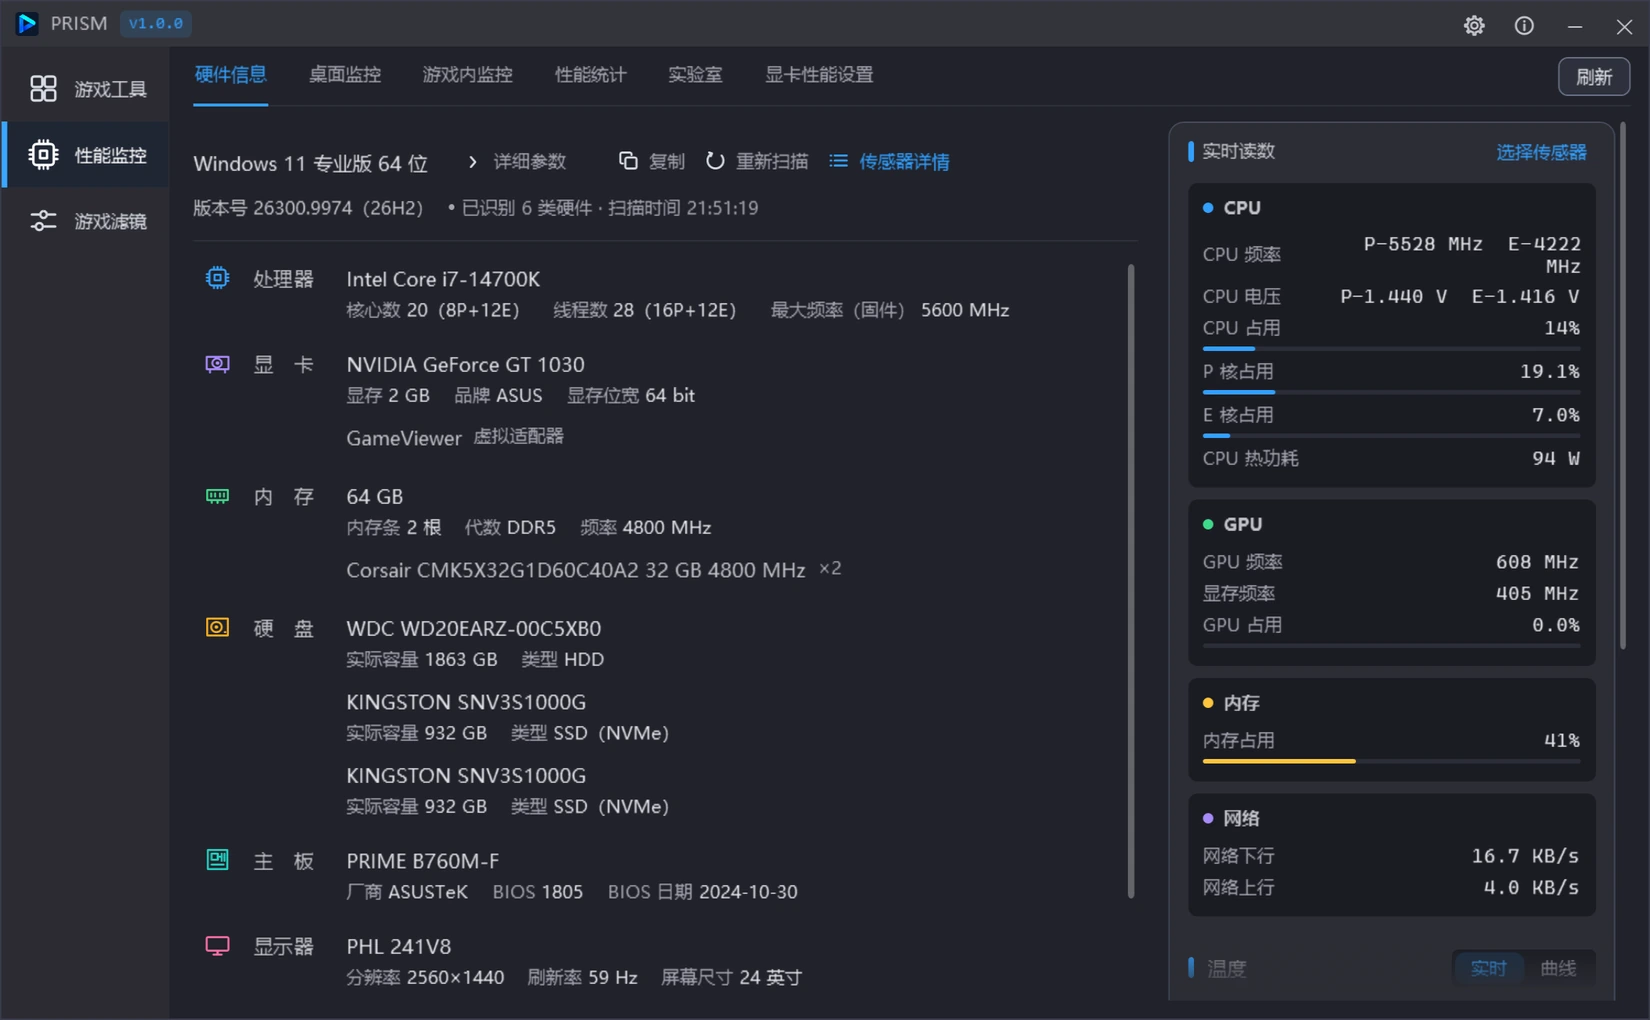 PRISM v1.0.0
游戏工具
性能监控
游戏滤镜
硬件信息 桌面监控 游戏内监控 性能统计 实验室 显卡性能设置 刷新
Windows 11 专业版 64 位 > 详细参数 复制 重新扫描 传感器详情
版本号 26300.9974（26H2） • 已识别 6 类硬件 · 扫描时间 21:51:19
处理器 Intel Core i7-14700K
核心数 20（8P+12E） 线程数 28（16P+12E） 最大频率（固件） 5600 MHz
显 卡 NVIDIA GeForce GT 1030
显存 2 GB 品牌 ASUS 显存位宽 64 bit
GameViewer 虚拟适配器
内 存 64 GB
内存条 2 根 代数 DDR5 频率 4800 MHz
Corsair CMK5X32G1D60C40A2 32 GB 4800 MHz ×2
硬 盘 WDC WD20EARZ-00C5XB0
实际容量 1863 GB 类型 HDD
KINGSTON SNV3S1000G
实际容量 932 GB 类型 SSD（NVMe）
KINGSTON SNV3S1000G
实际容量 932 GB 类型 SSD（NVMe）
主 板 PRIME B760M-F
厂商 ASUSTeK BIOS 1805 BIOS 日期 2024-10-30
显示器 PHL 241V8
分辨率 2560×1440 刷新率 59 Hz 屏幕尺寸 24 英寸
实时读数 选择传感器
CPU
CPU 频率 P-5528 MHz E-4222
MHz
CPU 电压 P-1.440 V E-1.416 V
CPU 占用 14%
P 核占用 19.1%
E 核占用 7.0%
CPU 热功耗 94 W
GPU
GPU 频率 608 MHz
显存频率 405 MHz
GPU 占用 0.0%
内存
内存占用 41%
网络
网络下行 16.7 KB/s
网络上行 4.0 KB/s
温度 实时 曲线